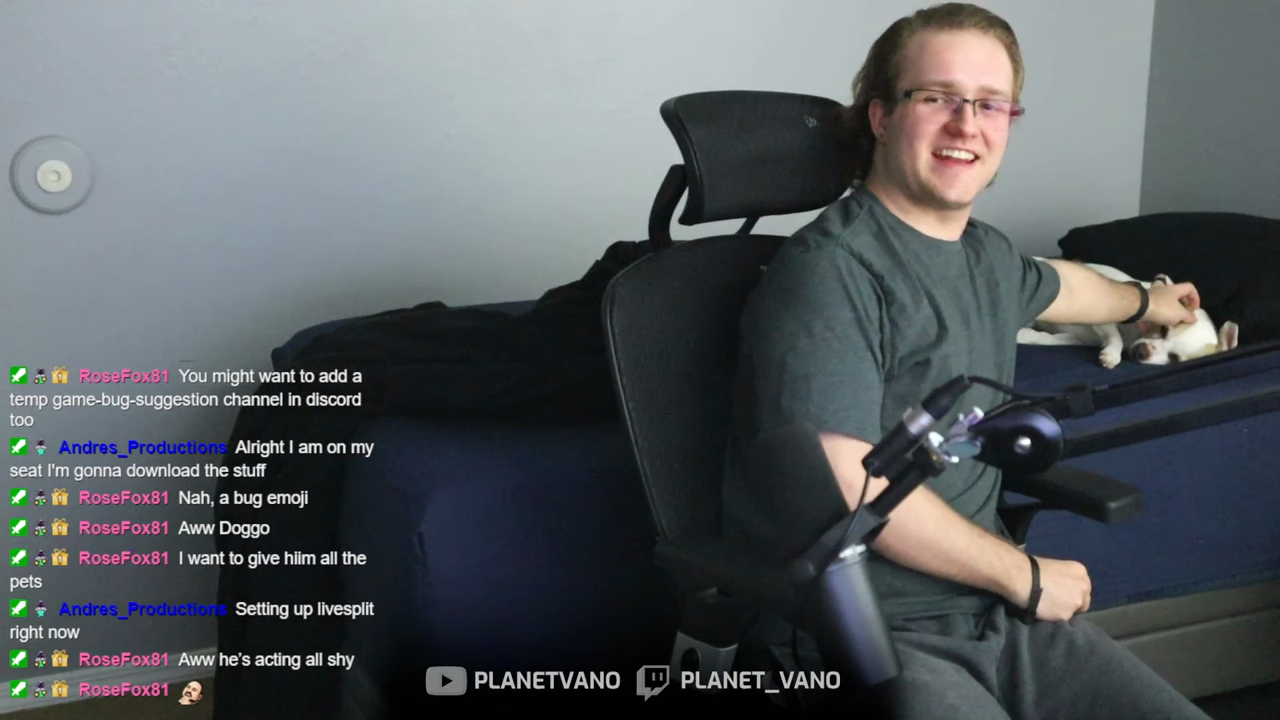 RoseFox81 You might want to add a
temp game-bug-suggestion channel in discord
too
Andres_Productions Alright I am on my
seat I'm gonna download the stuff
RoseFox81 Nah, a bug emoji
RoseFox81 Aww Doggo
RoseFox81 I want to give hiim all the
pets
Andres_Productions Setting up livesplit
right now
RoseFox81 Aww he's acting all shy
RoseFox81
PLANETVANO PLANET_VANO